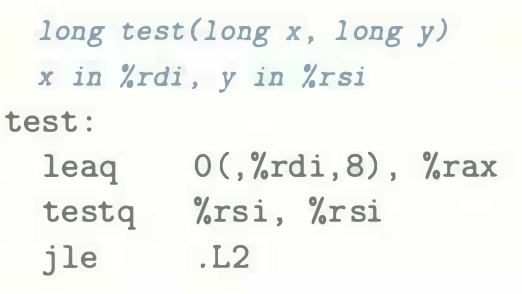 long test(long x, long y)
x in %rdi, y in %rsi
test:
leaq 0(,%rdi,8), %rax
testq %rsi, %rsi
jle .L2